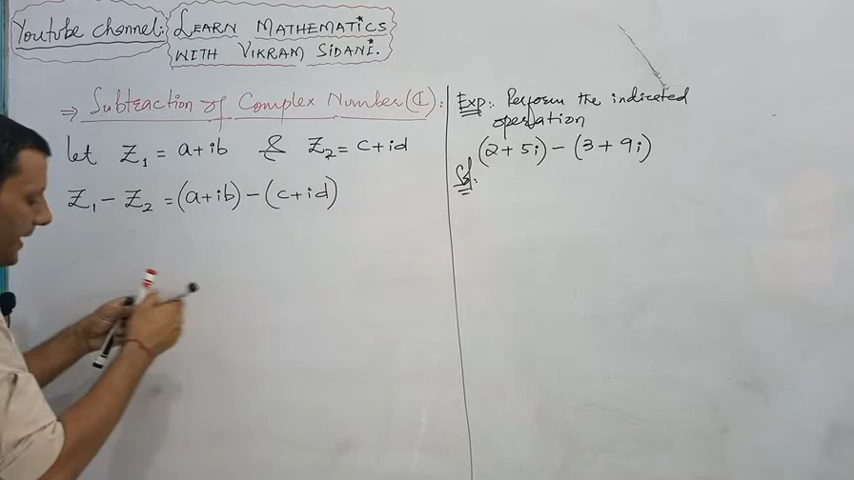 Youtube channel: LEARN MATHEMATICS
WITH VIKRAM SIDANI.
⇒ Subtraction of Complex Number (ℂ):
let Z₁ = a+ib & Z₂ = c+id
Z₁ - Z₂ = (a+ib) - (c+id)
Exp: Perform the indicated
operation
(2+5i) - (3+9i)
Sol: